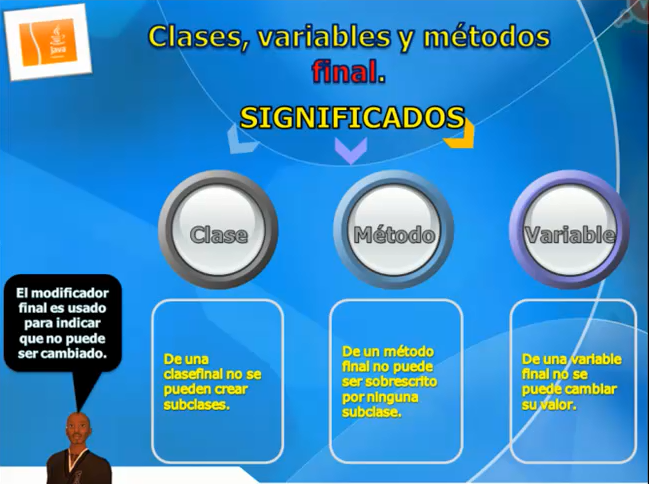 Java
Clases, variables y métodos
final.
SIGNIFICADOS
Clase
Método
Variable
El modificador
final es usado
para indicar
que no puede
ser cambiado.
De una
clasefinal no se
pueden crear
subclases.
De un método
final no puede
ser sobrescrito
por ninguna
subclase.
De una variable
final no se
puede cambiar
su valor.